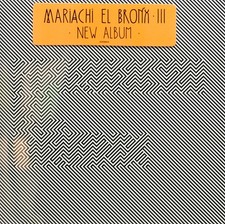 MARIACHI EL BRONX · III
· NEW ALBUM ·